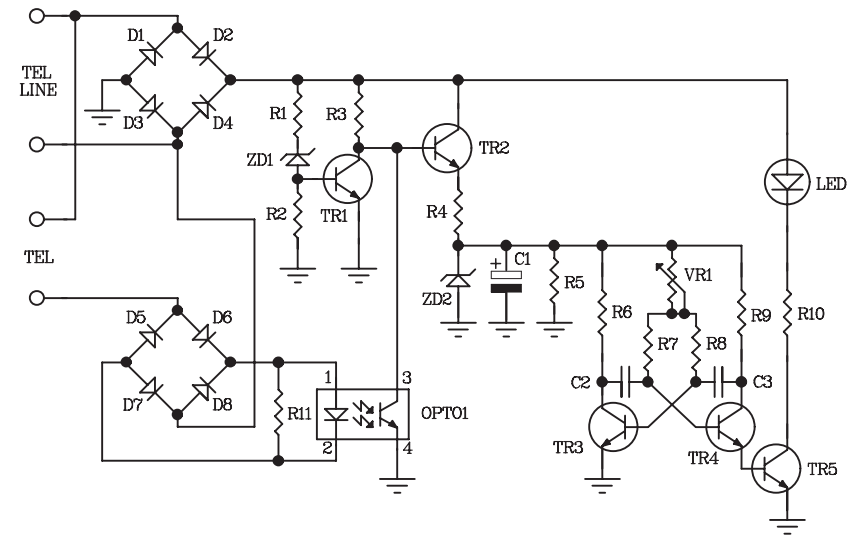 D1 D2
TEL
LINE
R1 R3
D3 D4
ZD1
TR2
LED
TR1
R2 R4
TEL
+ C1
VR1
ZD2
R5
R6
R9 R10
D5 D6
R7 R8
1 3
C2 C3
D7 D8
R11
OPTO1
2 4
TR3 TR4
TR5